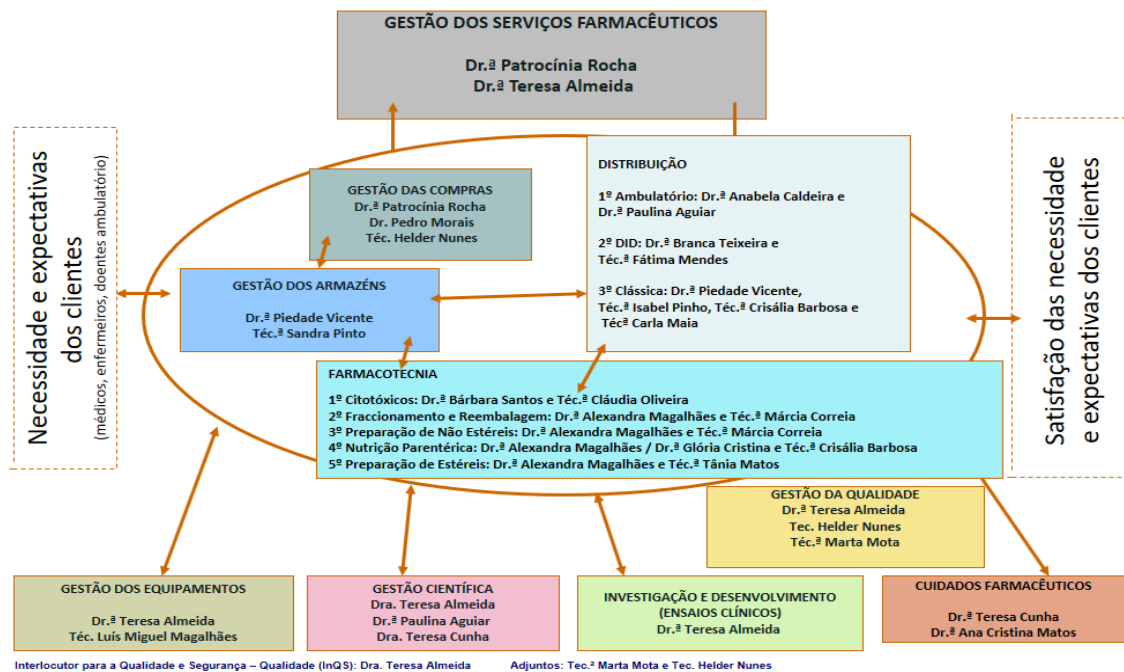 GESTÃO DOS SERVIÇOS FARMACÊUTICOS
Dr.ª Patrocínia Rocha
Dr.ª Teresa Almeida
Necessidade e expectativas
dos clientes
(médicos, enfermeiros, doentes ambulatório)
GESTÃO DAS COMPRAS
Dr.ª Patrocínia Rocha
Dr. Pedro Morais
Téc. Helder Nunes
DISTRIBUIÇÃO
1º Ambulatório: Dr.ª Anabela Caldeira e
Dr.ª Paulina Aguiar
2º DID: Dr.ª Branca Teixeira e
Téc.ª Fátima Mendes
3º Clássica: Dr.ª Piedade Vicente,
Téc.ª Isabel Pinho, Téc.ª Crisália Barbosa e
Técª Carla Maia
Satisfação das necessidade
e expectativas dos clientes
GESTÃO DOS ARMAZÉNS
Dr.ª Piedade Vicente
Téc.ª Sandra Pinto
FARMACOTECNIA
1º Citotóxicos: Dr.ª Bárbara Santos e Téc.ª Cláudia Oliveira
2º Fraccionamento e Reembalagem: Dr.ª Alexandra Magalhães e Téc.ª Márcia Correia
3º Preparação de Não Estéreis: Dr.ª Alexandra Magalhães e Téc.ª Márcia Correia
4º Nutrição Parentérica: Dr.ª Alexandra Magalhães / Dr.ª Glória Cristina e Téc.ª Crisália Barbosa
5º Preparação de Estéreis: Dr.ª Alexandra Magalhães e Téc.ª Tânia Matos
GESTÃO DA QUALIDADE
Dr.ª Teresa Almeida
Tec. Helder Nunes
Téc.ª Marta Mota
GESTÃO DOS EQUIPAMENTOS
Dr.ª Teresa Almeida
Téc. Luís Miguel Magalhães
GESTÃO CIENTÍFICA
Dra. Teresa Almeida
Dr.ª Paulina Aguiar
Dra. Teresa Cunha
INVESTIGAÇÃO E DESENVOLVIMENTO
(ENSAIOS CLÍNICOS)
Dr.ª Teresa Almeida
CUIDADOS FARMACÊUTICOS
Dr.ª Teresa Cunha
Dr.ª Ana Cristina Matos
Interlocutor para a Qualidade e Segurança – Qualidade (InQS): Dra. Teresa Almeida Adjuntos: Tec.ª Marta Mota e Tec. Helder Nunes